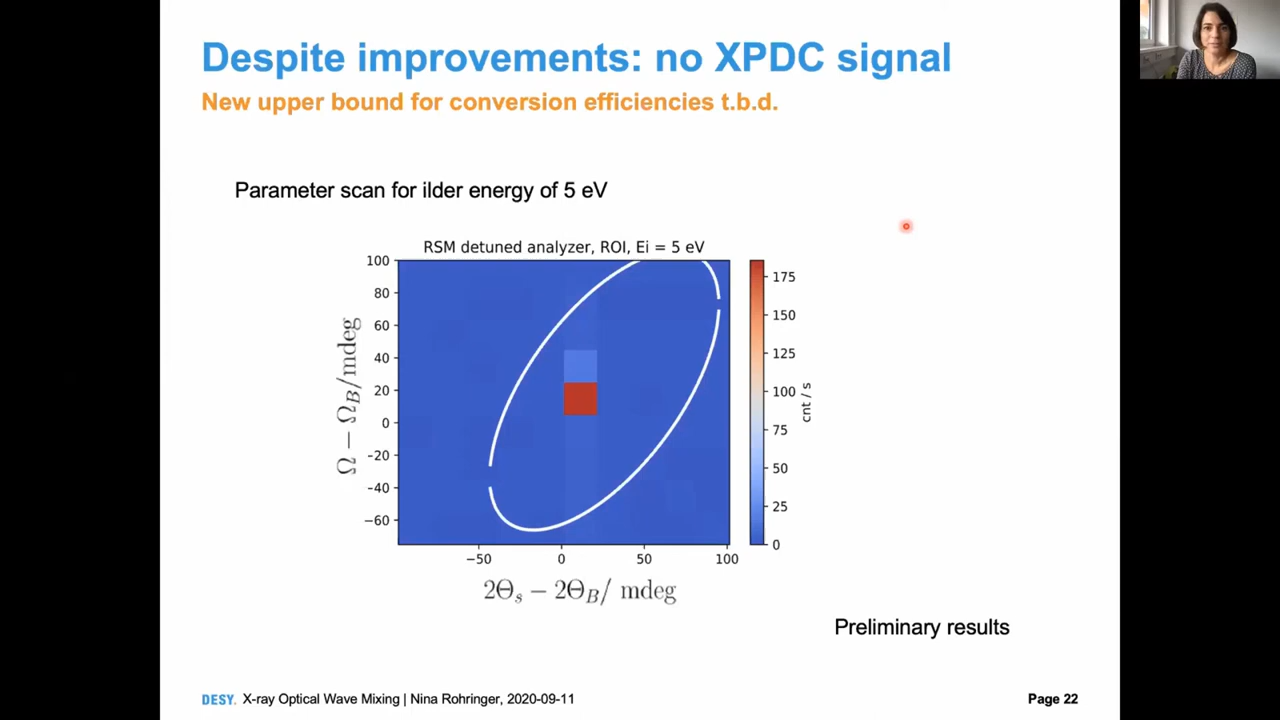 Despite improvements: no XPDC signal
New upper bound for conversion efficiencies t.b.d.
Parameter scan for ilder energy of 5 eV
RSM detuned analyzer, ROI, Ei = 5 eV
100
80
60
40
20
0
-20
-40
−60
Ω − Ω_B/mdeg
−50
0
50
100
2Θ_s − 2Θ_B/ mdeg
175
150
125
100
75
50
25
0
cnt / s
Preliminary results
DESY. X-ray Optical Wave Mixing | Nina Rohringer, 2020-09-11
Page 22